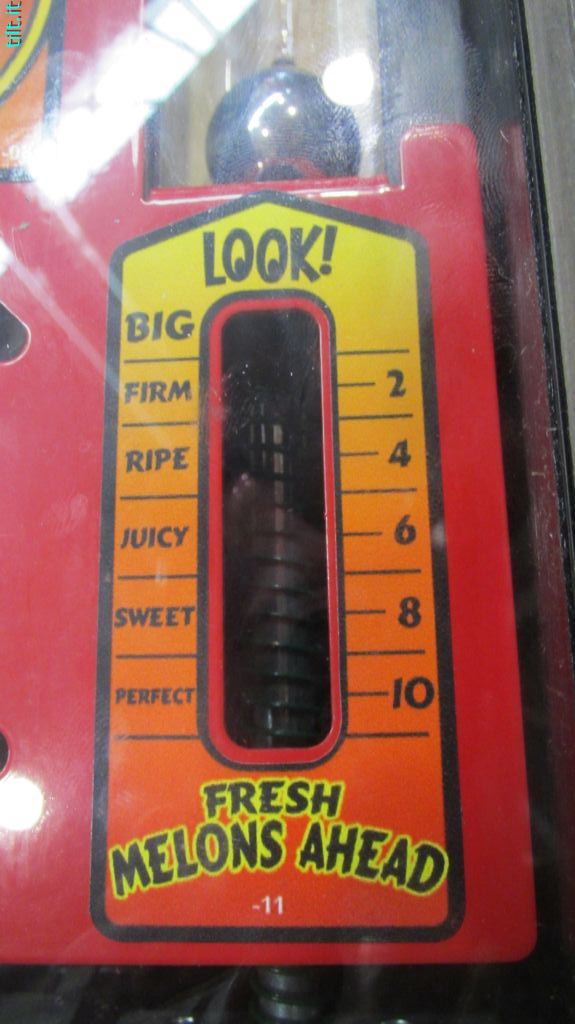 tilt.it
LOOK!
BIG
FIRM 2
RIPE 4
JUICY 6
SWEET 8
PERFECT 10
FRESH
MELONS AHEAD
-11